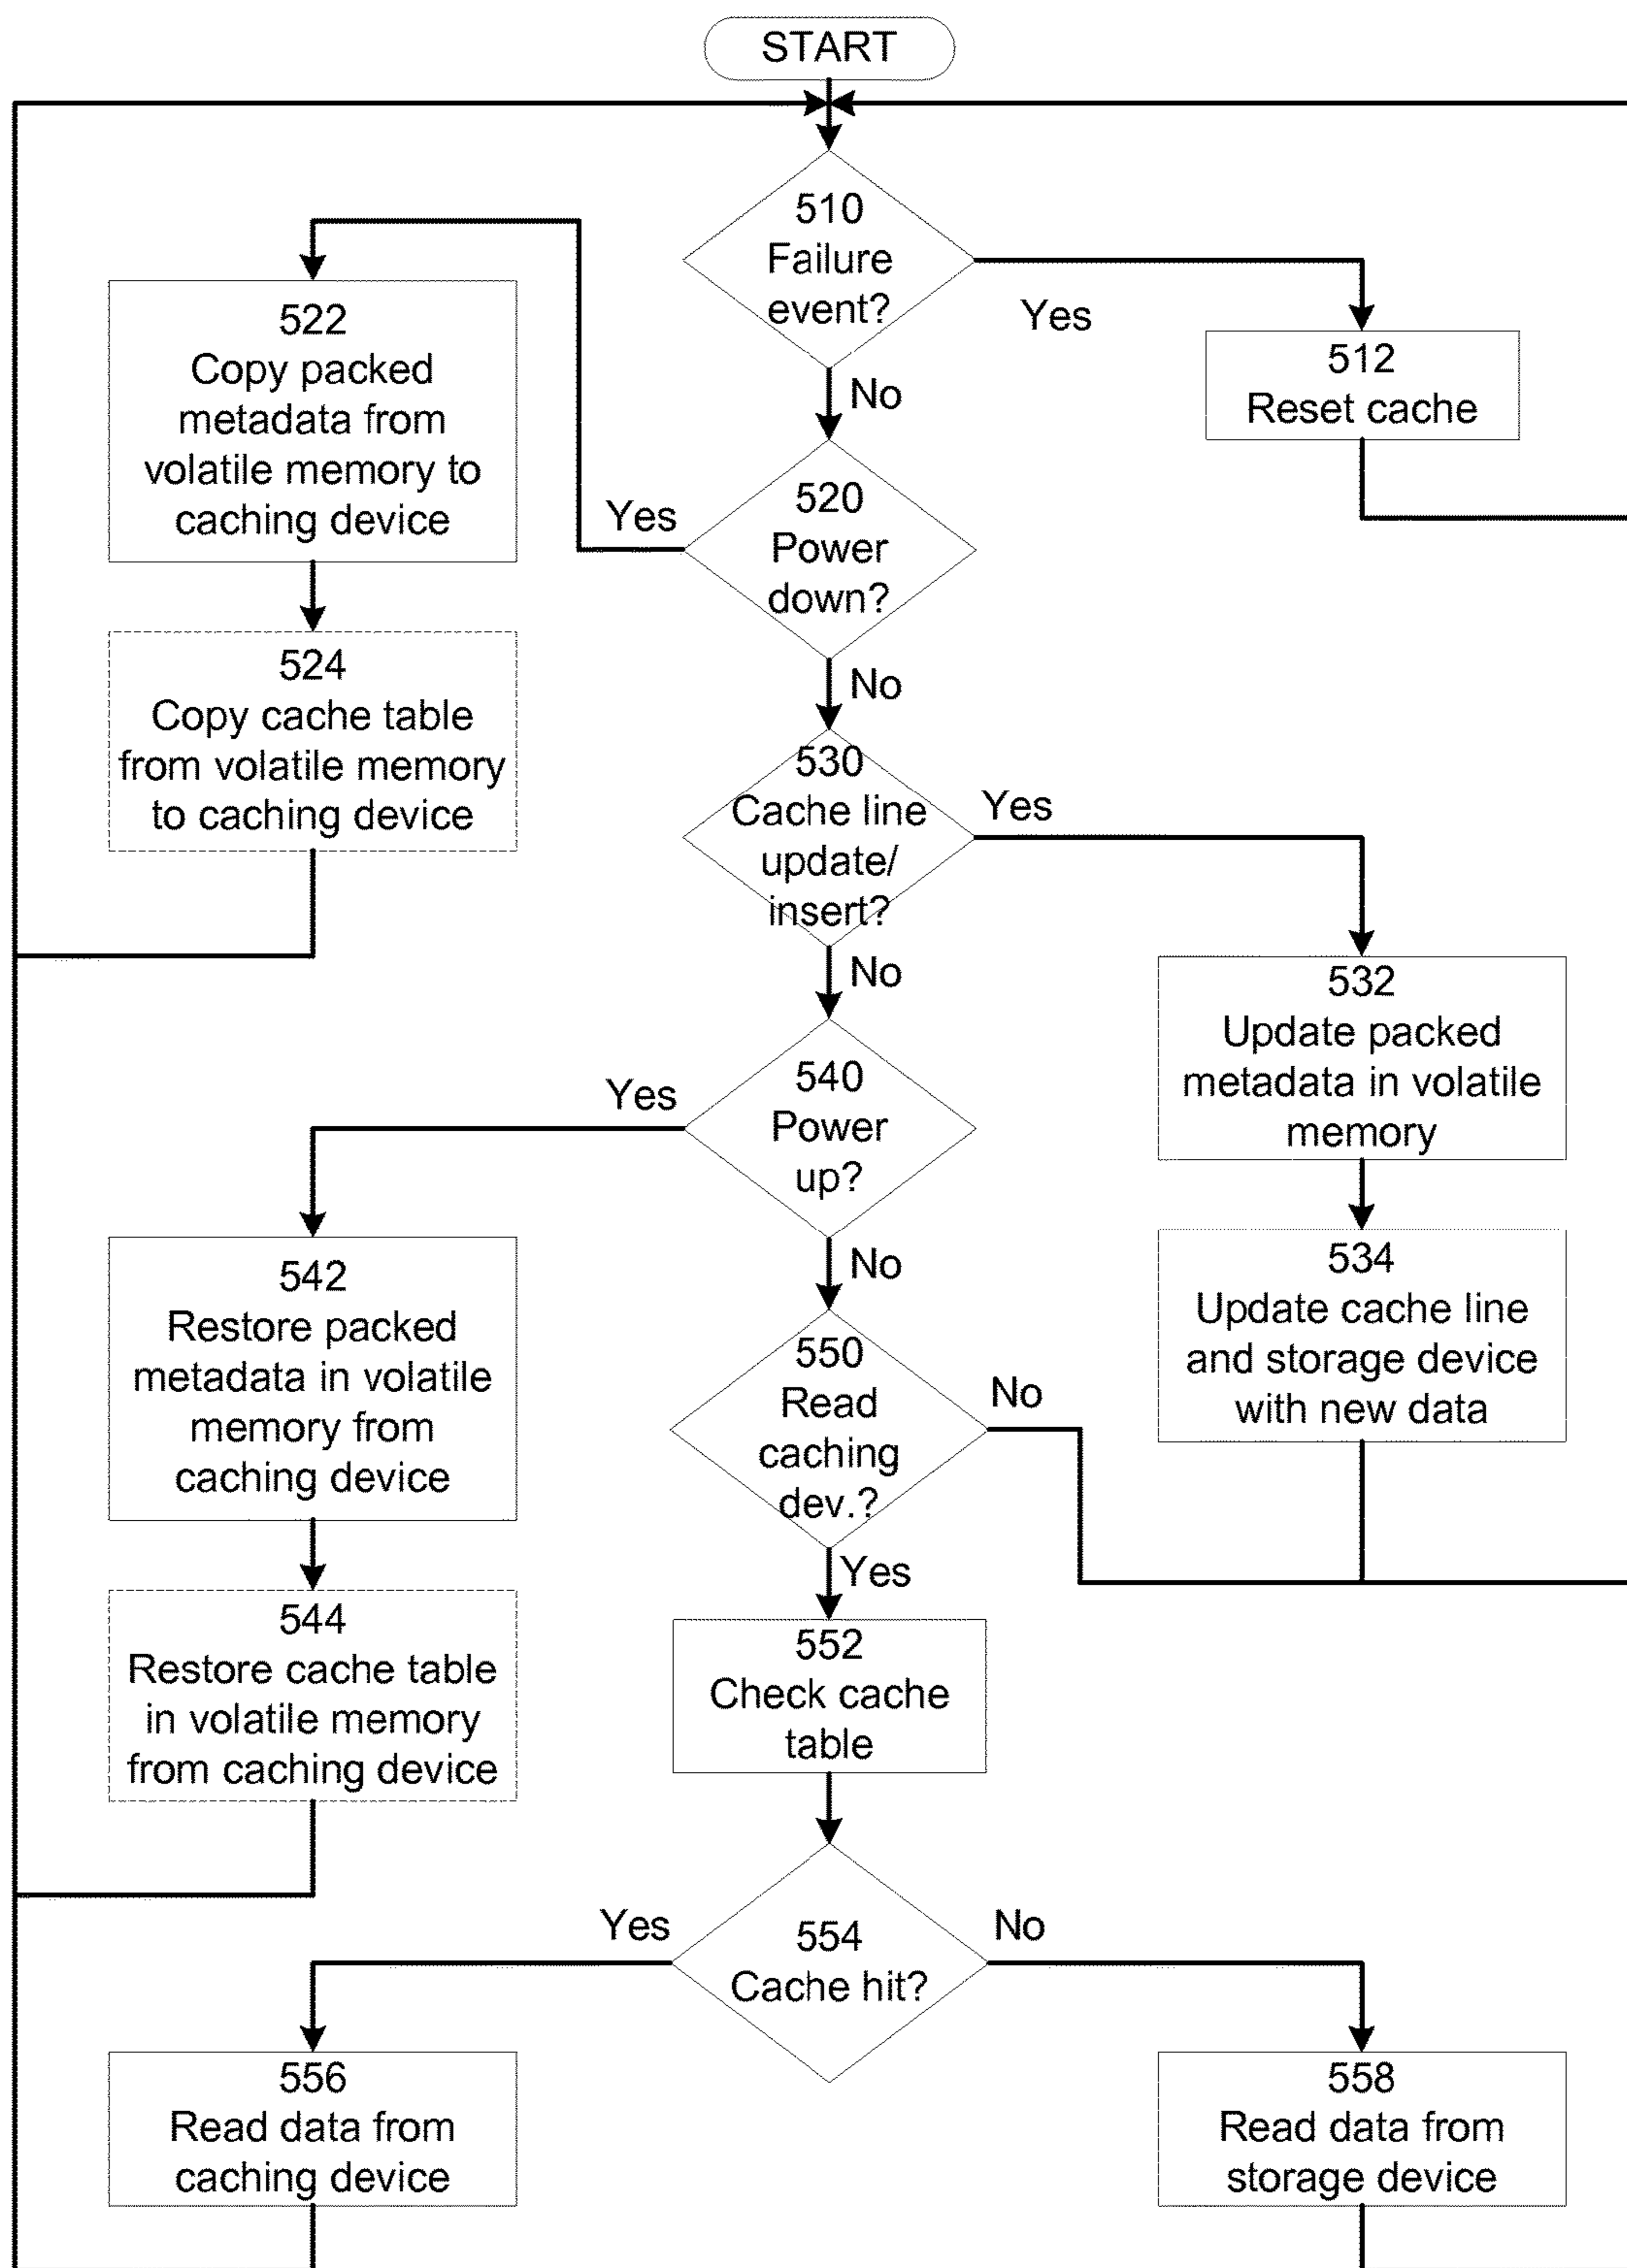 START
510
Failure
event?
Yes
No
512
Reset cache
520
Power
down?
Yes
No
522
Copy packed
metadata from
volatile memory to
caching device
524
Copy cache table
from volatile memory
to caching device
530
Cache line
update/
insert?
Yes
No
532
Update packed
metadata in volatile
memory
534
Update cache line
and storage device
with new data
540
Power
up?
Yes
No
542
Restore packed
metadata in volatile
memory from
caching device
544
Restore cache table
in volatile memory
from caching device
550
Read
caching
dev.?
No
Yes
552
Check cache
table
554
Cache hit?
Yes
No
556
Read data from
caching device
558
Read data from
storage device